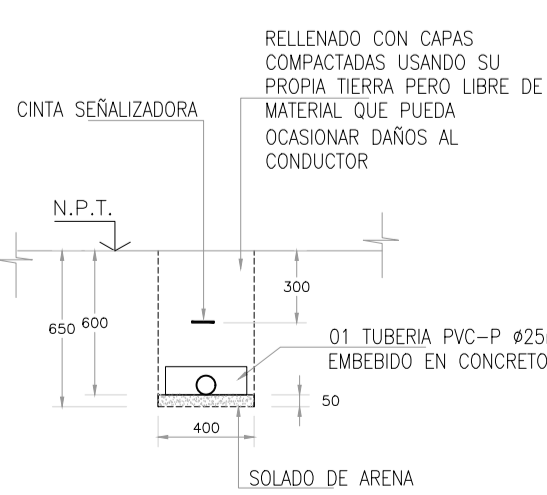 RELLENADO CON CAPAS
COMPACTADAS USANDO SU
PROPIA TIERRA PERO LIBRE DE
MATERIAL QUE PUEDA
OCASIONAR DAÑOS AL
CONDUCTOR
CINTA SEÑALIZADORA
N.P.T.
300
650
600
01 TUBERIA PVC-P ø25
EMBEBIDO EN CONCRETO
50
400
SOLADO DE ARENA